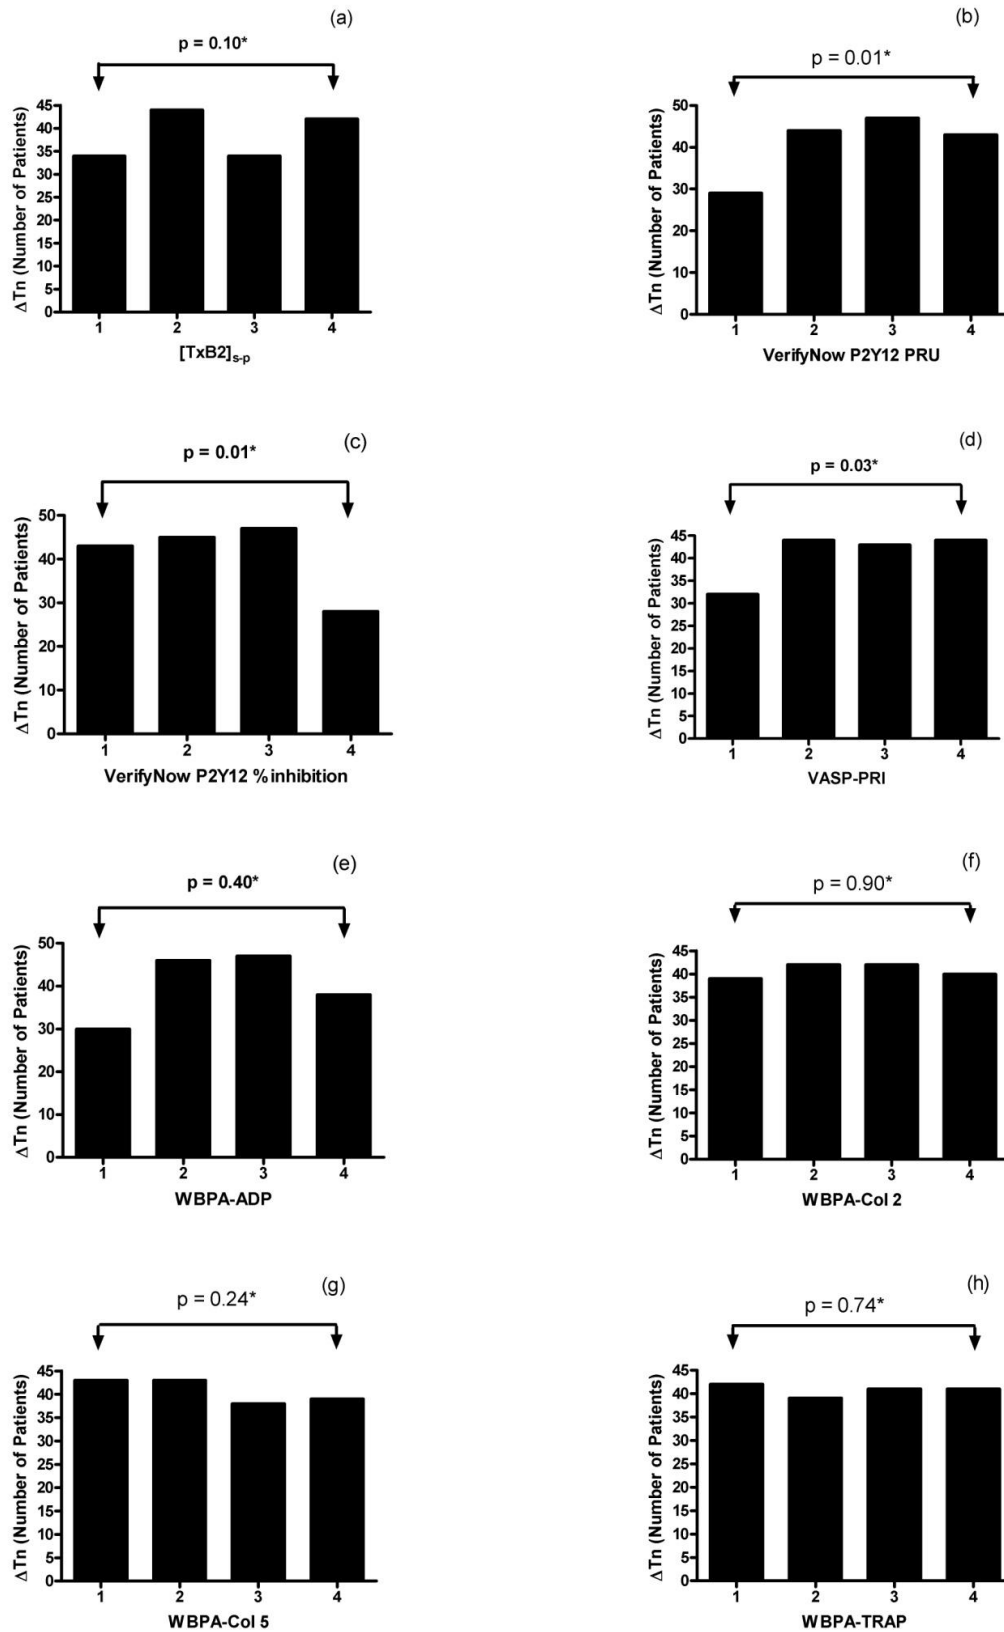 (a)
p = 0.10*
ΔTn (Number of Patients)
45
40
35
30
25
20
15
10
5
0
1 2 3 4
[TxB2]s-p
(b)
p = 0.01*
ΔTn (Number of Patients)
50
40
30
20
10
0
1 2 3 4
VerifyNow P2Y12 PRU
(c)
p = 0.01*
ΔTn (Number of Patients)
50
40
30
20
10
0
1 2 3 4
VerifyNow P2Y12 %inhibition
(d)
p = 0.03*
ΔTn (Number of Patients)
45
40
35
30
25
20
15
10
5
0
1 2 3 4
VASP-PRI
(e)
p = 0.40*
ΔTn (Number of Patients)
50
40
30
20
10
0
1 2 3 4
WBPA-ADP
(f)
p = 0.90*
ΔTn (Number of Patients)
45
40
35
30
25
20
15
10
5
0
1 2 3 4
WBPA-Col 2
(g)
p = 0.24*
ΔTn (Number of Patients)
45
40
35
30
25
20
15
10
5
0
1 2 3 4
WBPA-Col 5
(h)
p = 0.74*
ΔTn (Number of Patients)
45
40
35
30
25
20
15
10
5
0
1 2 3 4
WBPA-TRAP